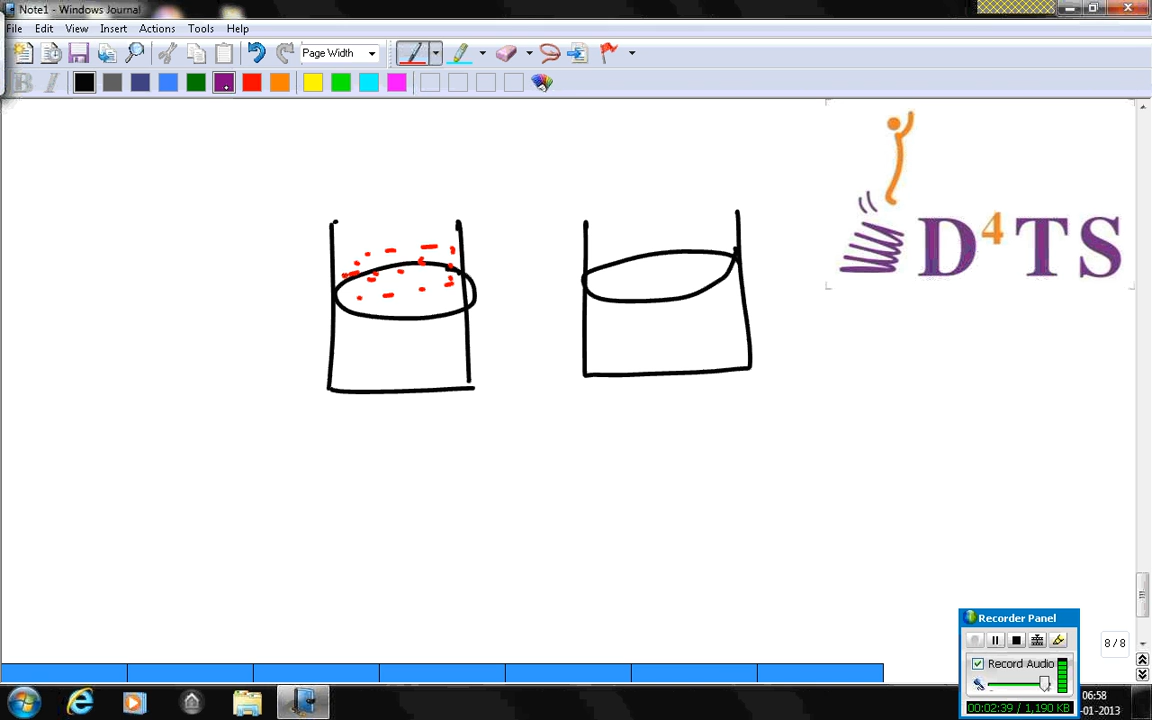 Note1 - Windows Journal
File Edit View Insert Actions Tools Help
Page Width
B I
D4TS
Recorder Panel
Record Audio
00:02:39 / 1,190 KB
8 / 8
06:58
-01-2013